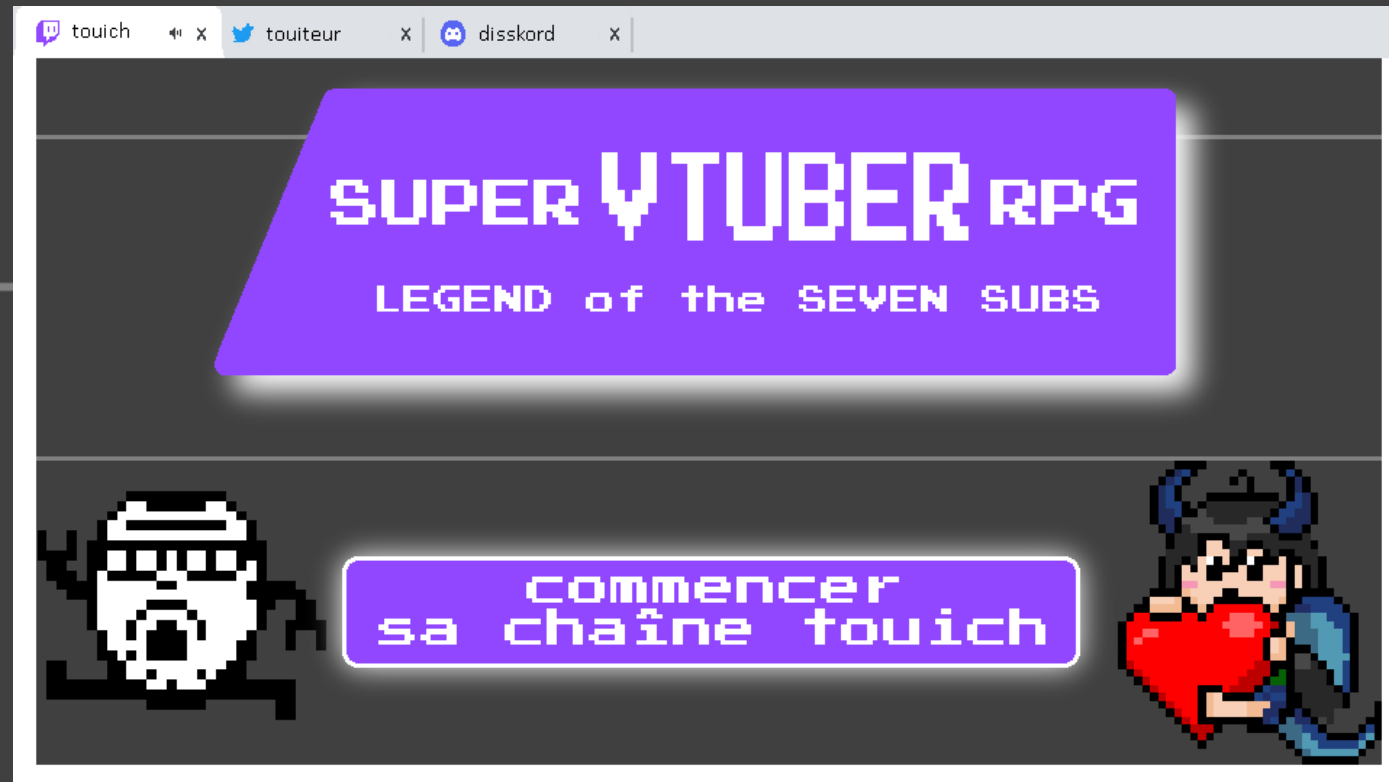 touich x touiteur x disskord x
SUPER VTUBER RPG
LEGEND of the SEVEN SUBS
commencer
sa chaîne touich